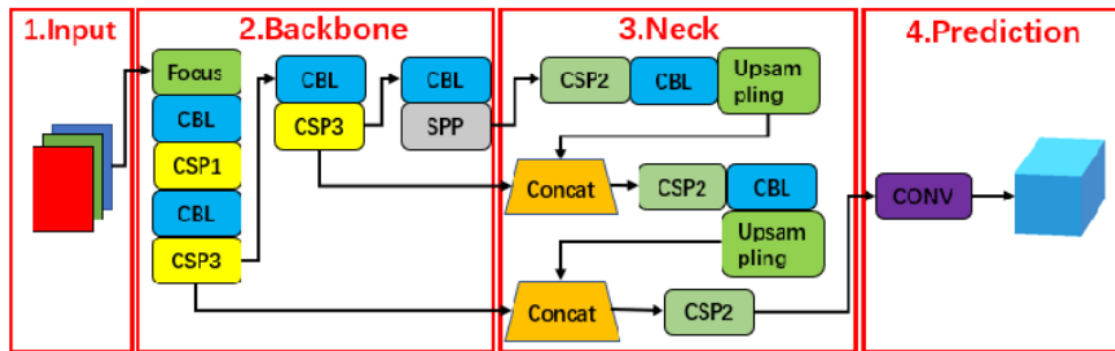 1.Input
2.Backbone
3.Neck
4.Prediction
Focus
CBL
CSP1
CBL
CSP3
CBL
CSP3
CBL
SPP
CSP2
CBL
Upsam
pling
Concat
CSP2
CBL
Upsam
pling
Concat
CSP2
CONV